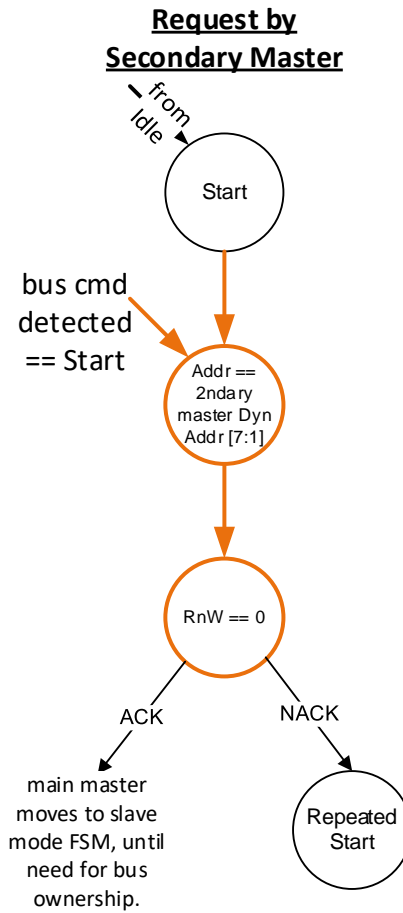 Request by
Secondary Master
from
Idle
Start
bus cmd
detected
== Start
Addr ==
2ndary
master Dyn
Addr [7:1]
RnW == 0
ACK
NACK
main master
moves to slave
mode FSM, until
need for bus
ownership.
Repeated
Start